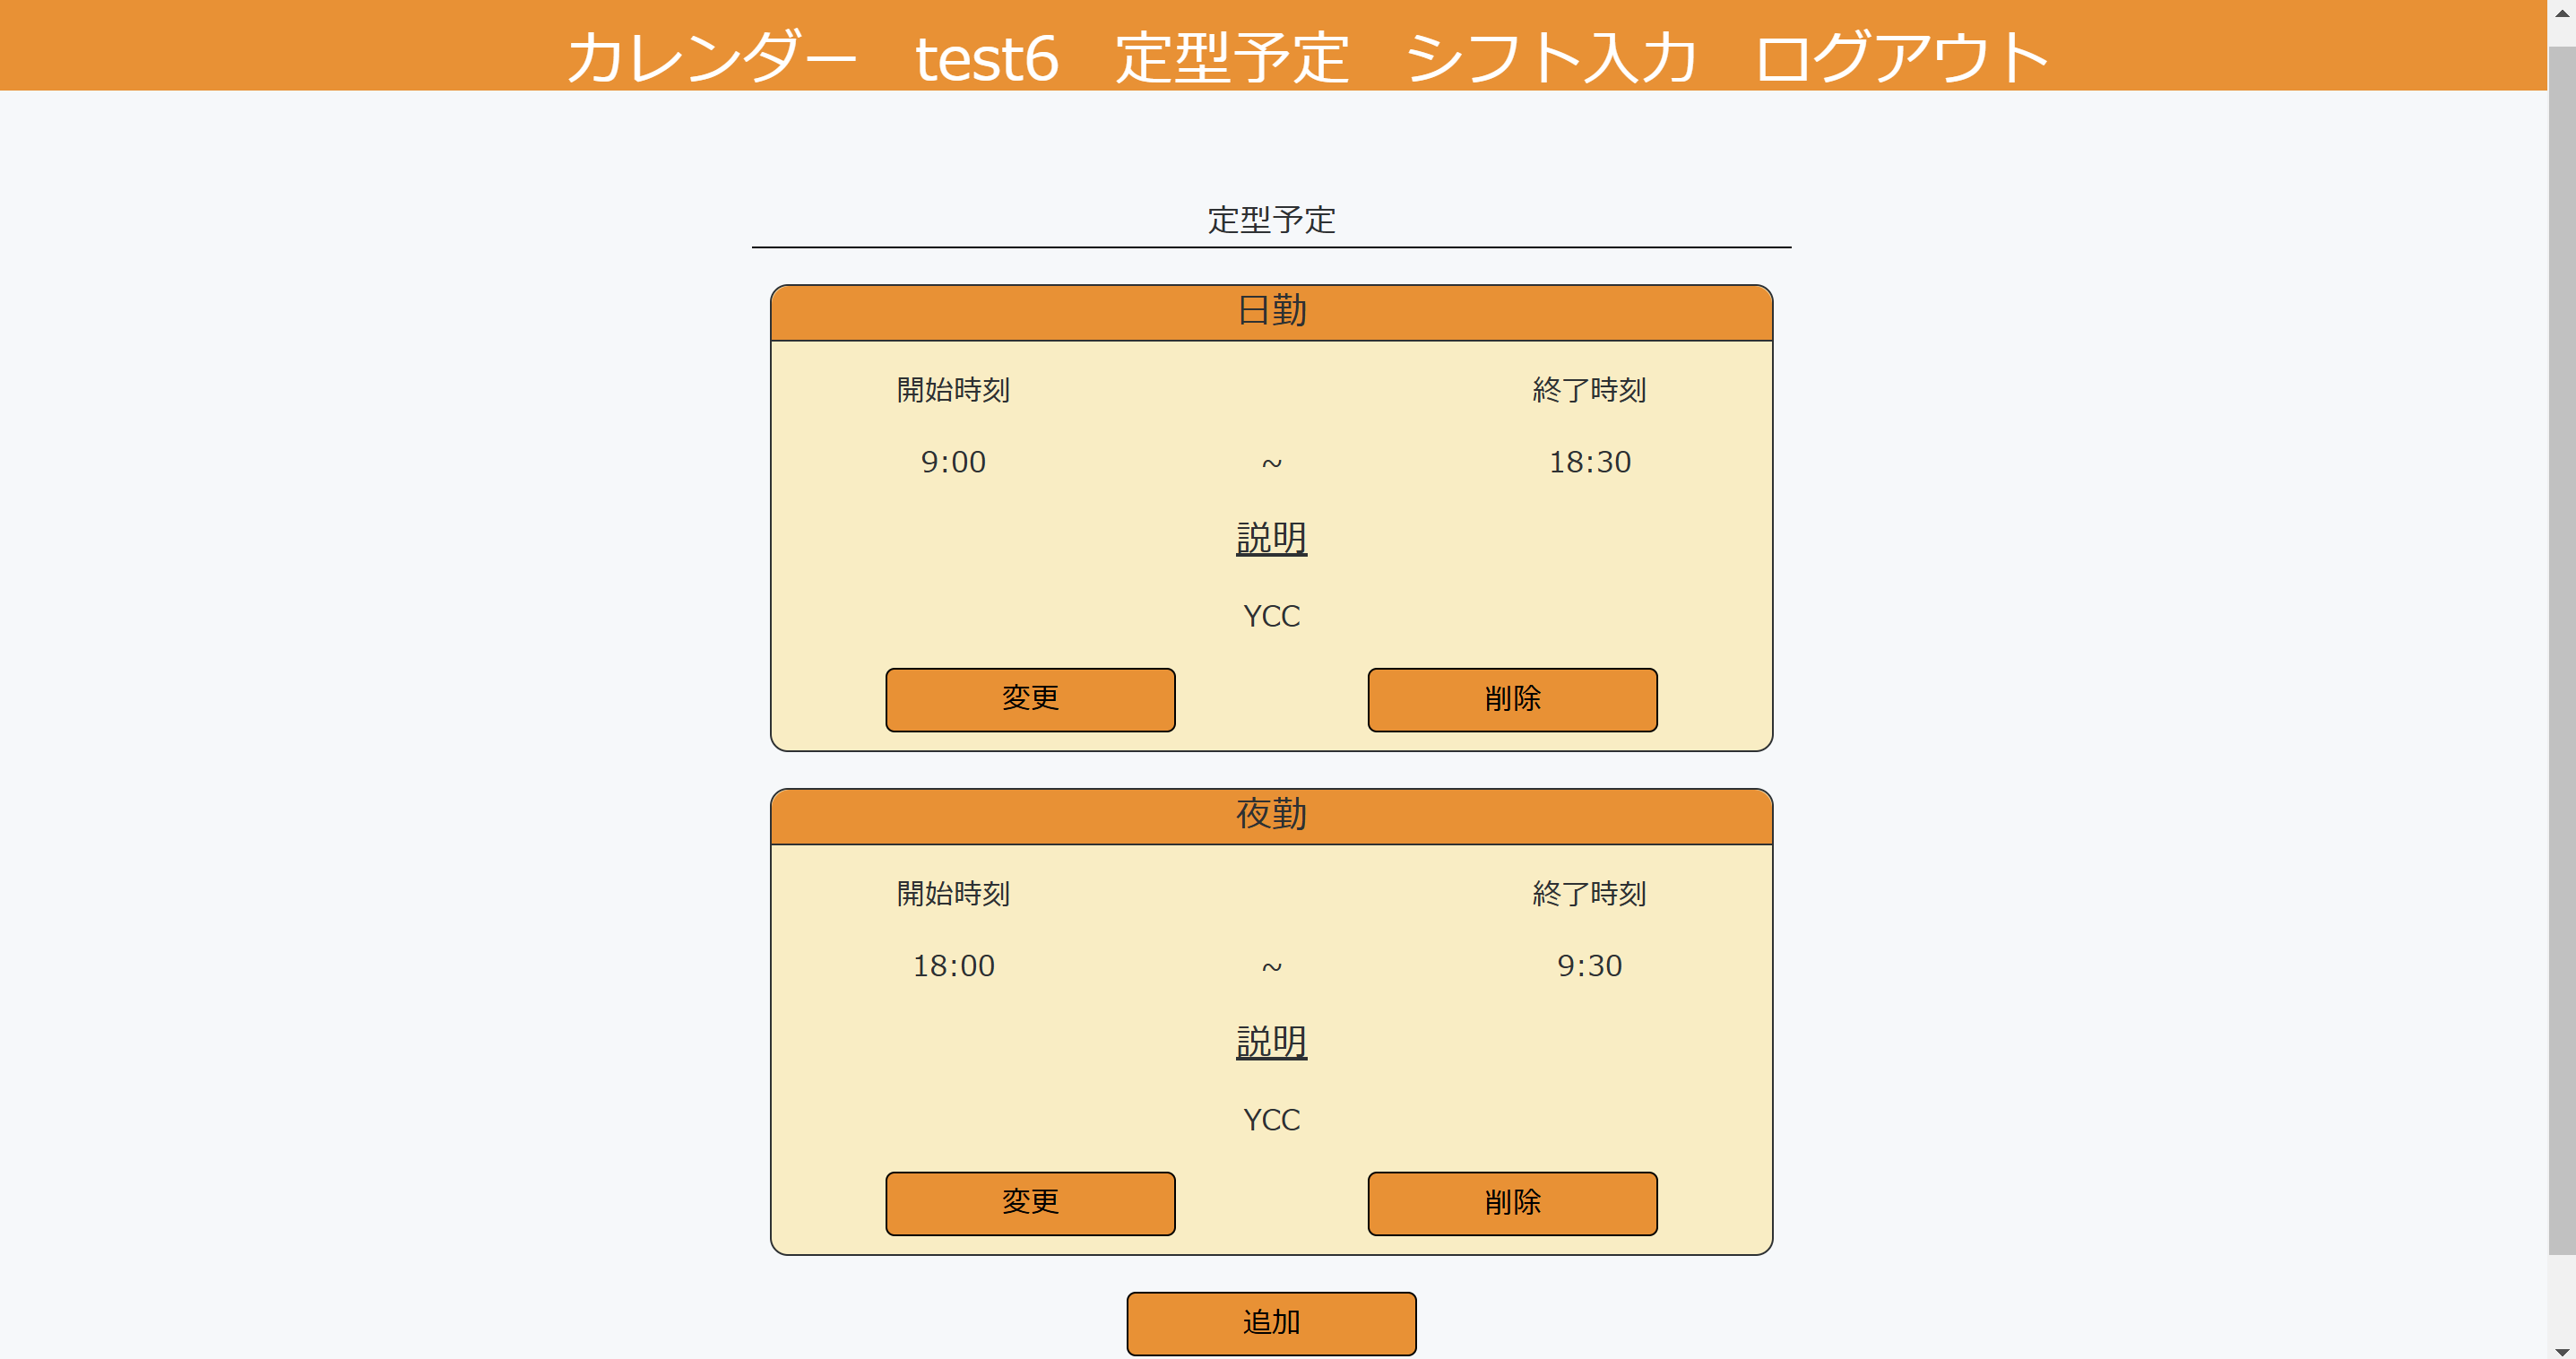 カレンダー test6 定型予定 シフト入力 ログアウト
定型予定
日勤
開始時刻 終了時刻
9:00 ~ 18:30
説明
YCC
変更 削除
夜勤
開始時刻 終了時刻
18:00 ~ 9:30
説明
YCC
変更 削除
追加